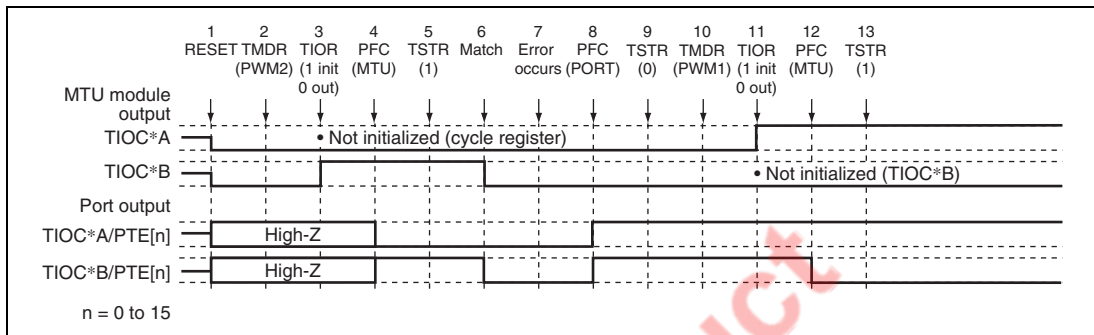 1 2 3 4 5 6 7 8 9 10 11 12 13
RESET TMDR TIOR PFC TSTR Match Error PFC TSTR TMDR TIOR PFC TSTR
(PWM2) (1 init (MTU) (1) occurs (PORT) (0) (PWM1) (1 init (MTU) (1)
0 out) 0 out)
MTU module
output
TIOC*A • Not initialized (cycle register)
TIOC*B • Not initialized (TIOC*B)
Port output
TIOC*A/PTE[n] High-Z
TIOC*B/PTE[n] High-Z
n = 0 to 15